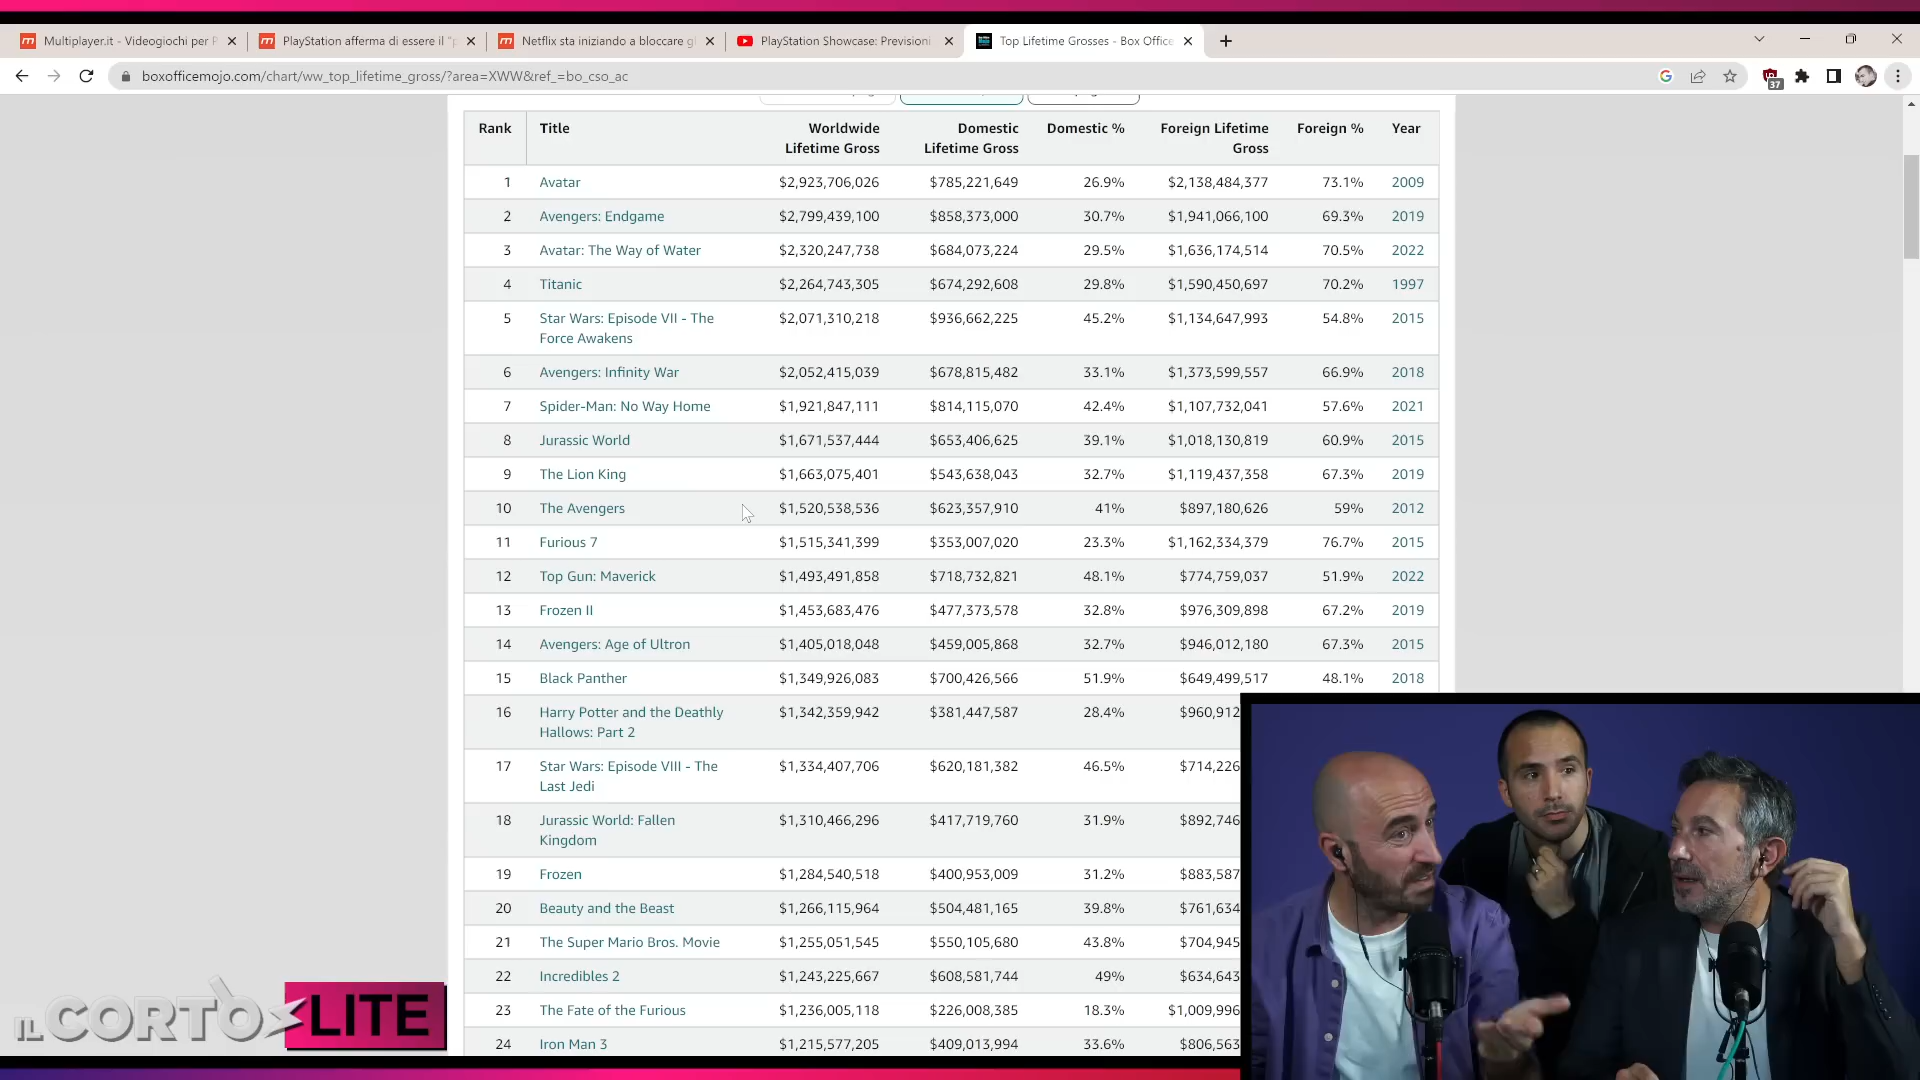 Multiplayer.it - Videogiochi per P
PlayStation afferma di essere il "p
Netflix sta iniziando a bloccare gl
PlayStation Showcase: Previsioni
Top Lifetime Grosses - Box Office
boxofficemojo.com/chart/ww_top_lifetime_gross/?area=XWW&ref_=bo_cso_ac
37
Rank Title Worldwide Lifetime Gross Domestic Lifetime Gross Domestic % Foreign Lifetime Gross Foreign % Year
1 Avatar $2,923,706,026 $785,221,649 26.9% $2,138,484,377 73.1% 2009
2 Avengers: Endgame $2,799,439,100 $858,373,000 30.7% $1,941,066,100 69.3% 2019
3 Avatar: The Way of Water $2,320,247,738 $684,073,224 29.5% $1,636,174,514 70.5% 2022
4 Titanic $2,264,743,305 $674,292,608 29.8% $1,590,450,697 70.2% 1997
5 Star Wars: Episode VII - The $2,071,310,218 $936,662,225 45.2% $1,134,647,993 54.8% 2015
Force Awakens
6 Avengers: Infinity War $2,052,415,039 $678,815,482 33.1% $1,373,599,557 66.9% 2018
7 Spider-Man: No Way Home $1,921,847,111 $814,115,070 42.4% $1,107,732,041 57.6% 2021
8 Jurassic World $1,671,537,444 $653,406,625 39.1% $1,018,130,819 60.9% 2015
9 The Lion King $1,663,075,401 $543,638,043 32.7% $1,119,437,358 67.3% 2019
10 The Avengers $1,520,538,536 $623,357,910 41% $897,180,626 59% 2012
11 Furious 7 $1,515,341,399 $353,007,020 23.3% $1,162,334,379 76.7% 2015
12 Top Gun: Maverick $1,493,491,858 $718,732,821 48.1% $774,759,037 51.9% 2022
13 Frozen II $1,453,683,476 $477,373,578 32.8% $976,309,898 67.2% 2019
14 Avengers: Age of Ultron $1,405,018,048 $459,005,868 32.7% $946,012,180 67.3% 2015
15 Black Panther $1,349,926,083 $700,426,566 51.9% $649,499,517 48.1% 2018
16 Harry Potter and the Deathly $1,342,359,942 $381,447,587 28.4% $960,912
Hallows: Part 2
17 Star Wars: Episode VIII - The $1,334,407,706 $620,181,382 46.5% $714,226
Last Jedi
18 Jurassic World: Fallen $1,310,466,296 $417,719,760 31.9% $892,746
Kingdom
19 Frozen $1,284,540,518 $400,953,009 31.2% $883,587
20 Beauty and the Beast $1,266,115,964 $504,481,165 39.8% $761,634
21 The Super Mario Bros. Movie $1,255,051,545 $550,105,680 43.8% $704,945
22 Incredibles 2 $1,243,225,667 $608,581,744 49% $634,643
23 The Fate of the Furious $1,236,005,118 $226,008,385 18.3% $1,009,996
24 Iron Man 3 $1,215,577,205 $409,013,994 33.6% $806,563
IL CORTÒ LITE